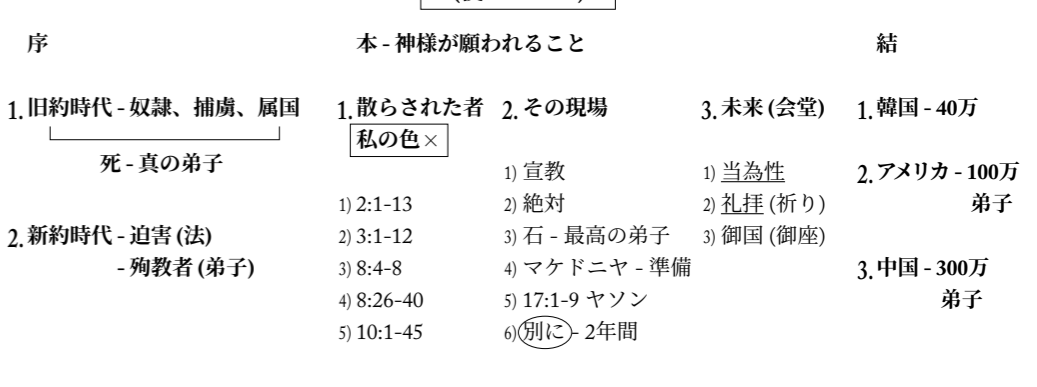 序
1. 旧約時代 - 奴隷、捕虜、属国
死 - 真の弟子
2. 新約時代 - 迫害 (法)
- 殉教者 (弟子)
本 - 神様が願われること
1. 散らされた者
私の色×
1) 2:1-13
2) 3:1-12
3) 8:4-8
4) 8:26-40
5) 10:1-45
2. その現場
1) 宣教
2) 絶対
3) 石 - 最高の弟子
4) マケドニヤ - 準備
5) 17:1-9 ヤソン
6) 別に - 2年間
3. 未来 (会堂)
1) 当為性
2) 礼拝 (祈り)
3) 御国 (御座)
結
1. 韓国 - 40万
2. アメリカ - 100万
弟子
3. 中国 - 300万
弟子